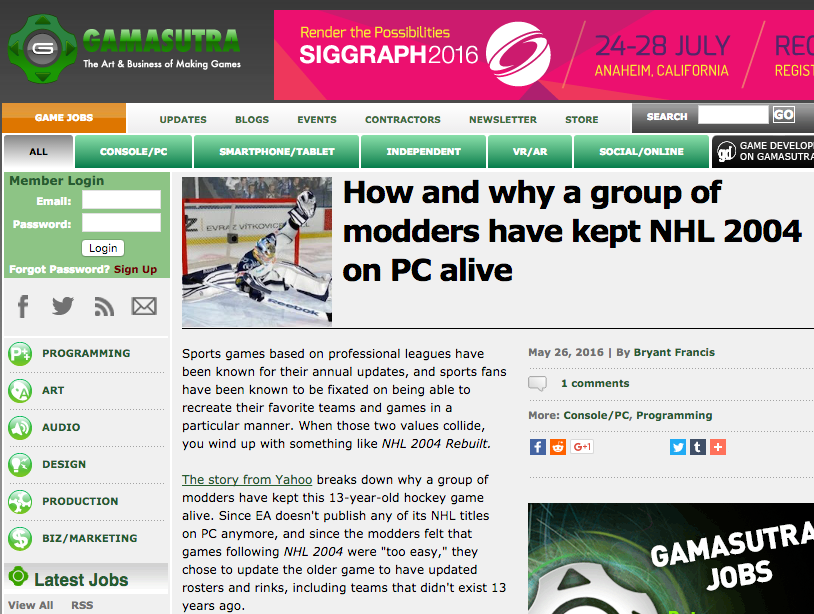 GAMASUTRA
The Art & Business of Making Games
Render the Possibilities
SIGGRAPH2016
24-28 JULY
ANAHEIM, CALIFORNIA
REGIST
GAME JOBS
UPDATES
BLOGS
EVENTS
CONTRACTORS
NEWSLETTER
STORE
SEARCH
GO
ALL
CONSOLE/PC
SMARTPHONE/TABLET
INDEPENDENT
VR/AR
SOCIAL/ONLINE
gd
GAME DEVELOP
ON GAMASUTRA
Member Login
Email:
Password:
Login
Forgot Password? Sign Up
PROGRAMMING
ART
AUDIO
DESIGN
PRODUCTION
BIZ/MARKETING
Latest Jobs
View All RSS
EVRAZ VÍTKOVIC
Reebok
How and why a group of
modders have kept NHL 2004
on PC alive
Sports games based on professional leagues have
been known for their annual updates, and sports fans
have been known to be fixated on being able to
recreate their favorite teams and games in a
particular manner. When those two values collide,
you wind up with something like NHL 2004 Rebuilt.
The story from Yahoo breaks down why a group of
modders have kept this 13-year-old hockey game
alive. Since EA doesn't publish any of its NHL titles
on PC anymore, and since the modders felt that
games following NHL 2004 were "too easy," they
chose to update the older game to have updated
rosters and rinks, including teams that didn't exist 13
years ago.
May 26, 2016 | By Bryant Francis
1 comments
More: Console/PC, Programming
G+1
GAMASUTRA
JOBS